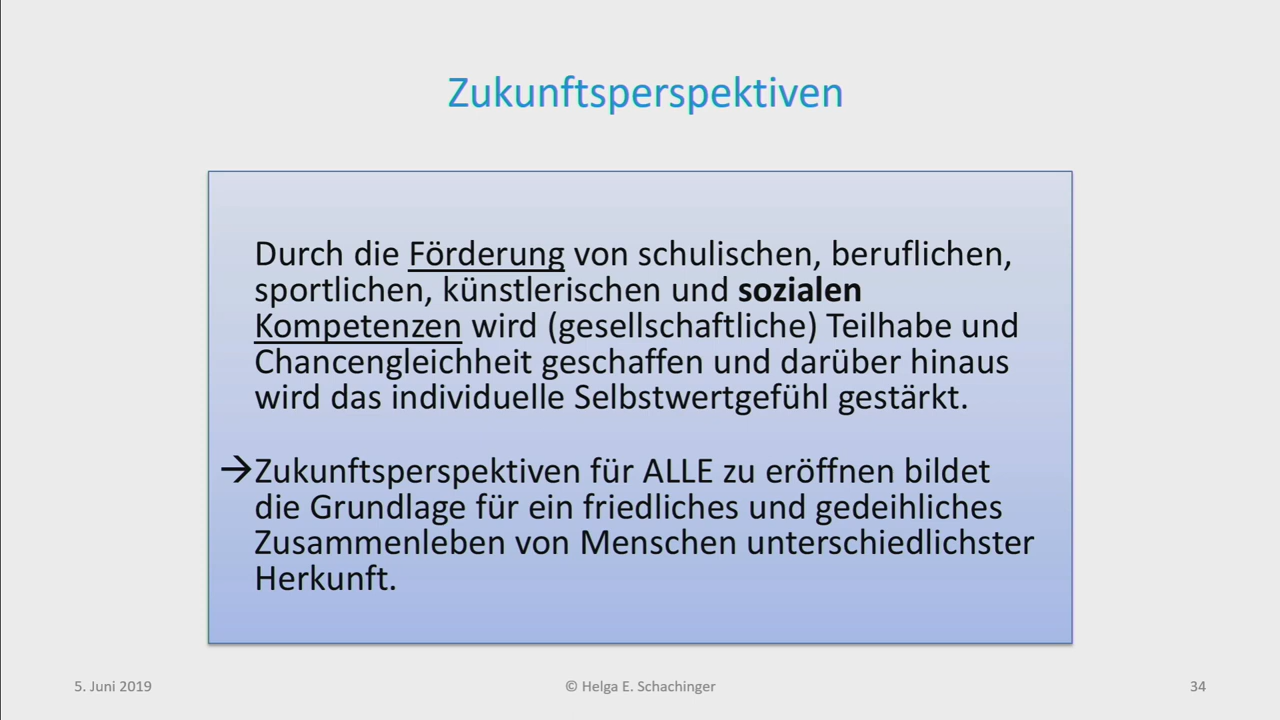 Zukunftsperspektiven
Durch die Förderung von schulischen, beruflichen,
sportlichen, künstlerischen und sozialen
Kompetenzen wird (gesellschaftliche) Teilhabe und
Chancengleichheit geschaffen und darüber hinaus
wird das individuelle Selbstwertgefühl gestärkt.
→Zukunftsperspektiven für ALLE zu eröffnen bildet
die Grundlage für ein friedliches und gedeihliches
Zusammenleben von Menschen unterschiedlichster
Herkunft.
5. Juni 2019
© Helga E. Schachinger
34